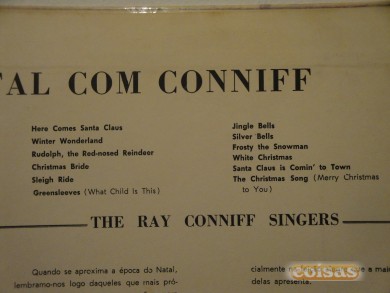 TAL COM CONNIFF
Here Comes Santa Claus
Winter Wonderland
Rudolph, the Red-nosed Reindeer
Christmas Bride
Sleigh Ride
Greensleeves (What Child Is This)
Jingle Bells
Silver Bells
Frosty the Snowman
White Christmas
Santa Claus is Comin' to Town
The Christmas Song (Merry Christmas
to You)
THE RAY CONNIFF SINGERS
Quando se aproxima a época do Natal,
lembramo-nos logo daqueles que mais pró-
cialmente
que a mais
delas apresenta.
coisas